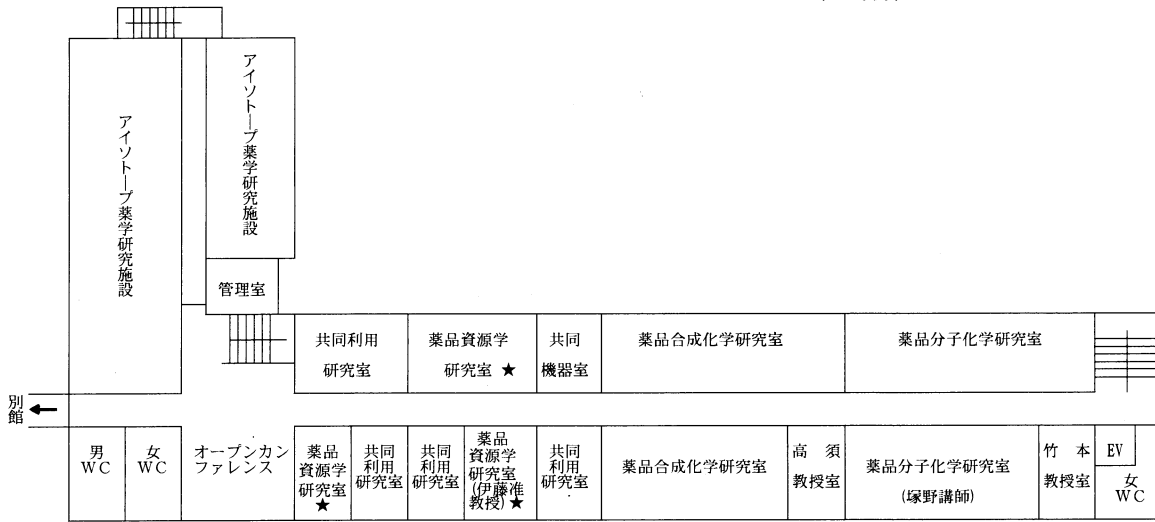 アイソトープ薬学研究施設
アイソトープ薬学研究施設
管理室
共同利用
研究室
薬品資源学
研究室 ★
共同
機器室
薬品合成化学研究室
薬品分子化学研究室
別館
男
WC
女
WC
オープンカン
ファレンス
薬品
資源学
研究室
★
共同
利用
研究室
共同
利用
研究室
薬品
資源学
研究室
(伊藤准
教授)★
共同
利用
研究室
薬品合成化学研究室
高須
教授室
薬品分子化学研究室
(塚野講師)
竹本
教授室
EV
女
WC